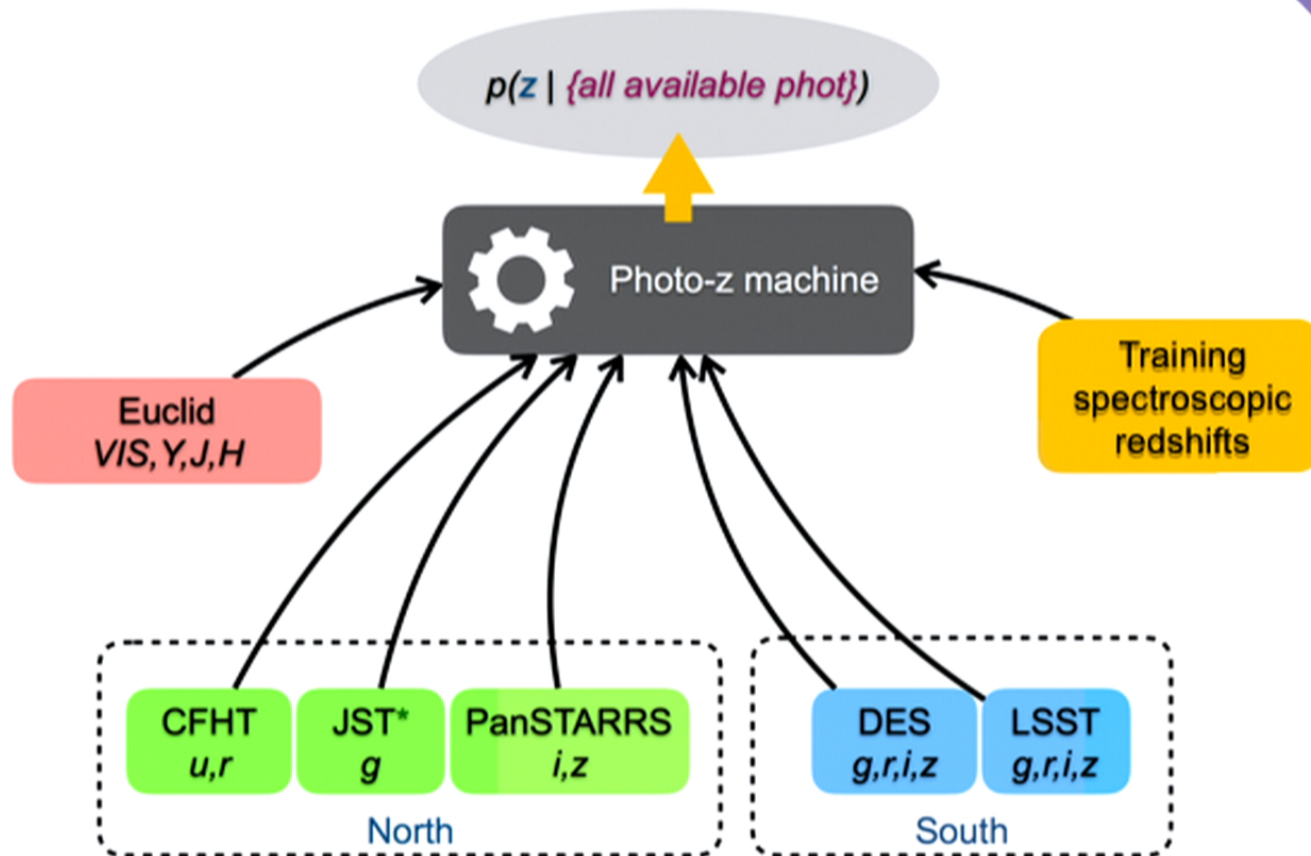 p(z | {all available phot})
Photo-z machine
Training
spectroscopic
redshifts
Euclid
VIS,Y,J,H
CFHT
u,r
JST*
g
PanSTARRS
i,z
DES
g,r,i,z
LSST
g,r,i,z
North
South